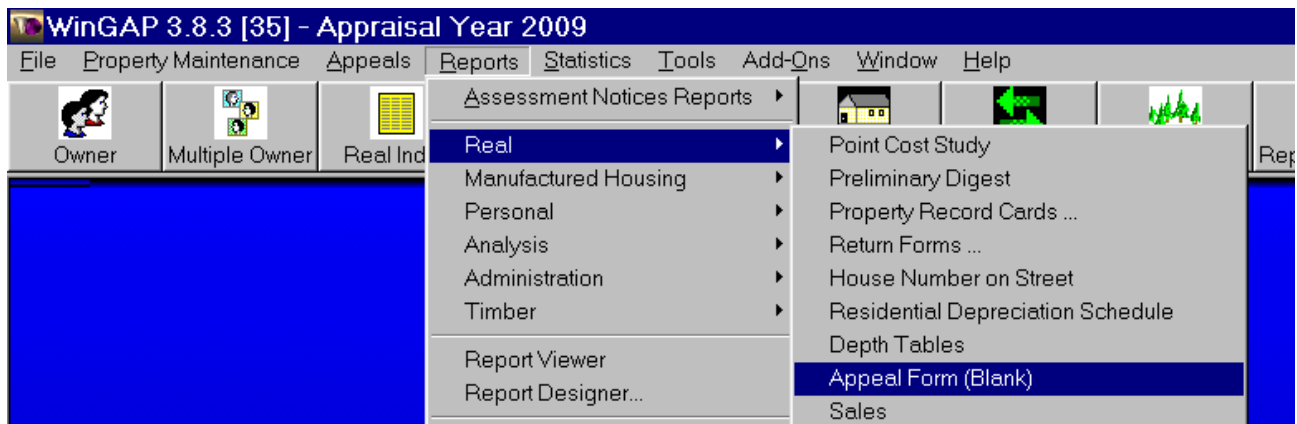 WinGAP 3.8.3 [35] - Appraisal Year 2009
File Property Maintenance Appeals Reports Statistics Tools Add-Ons Window Help
Owner Multiple Owner Real Ind Rep
Assessment Notices Reports
Real
Manufactured Housing
Personal
Analysis
Administration
Timber
Report Viewer
Report Designer...
Point Cost Study
Preliminary Digest
Property Record Cards ...
Return Forms ...
House Number on Street
Residential Depreciation Schedule
Depth Tables
Appeal Form (Blank)
Sales